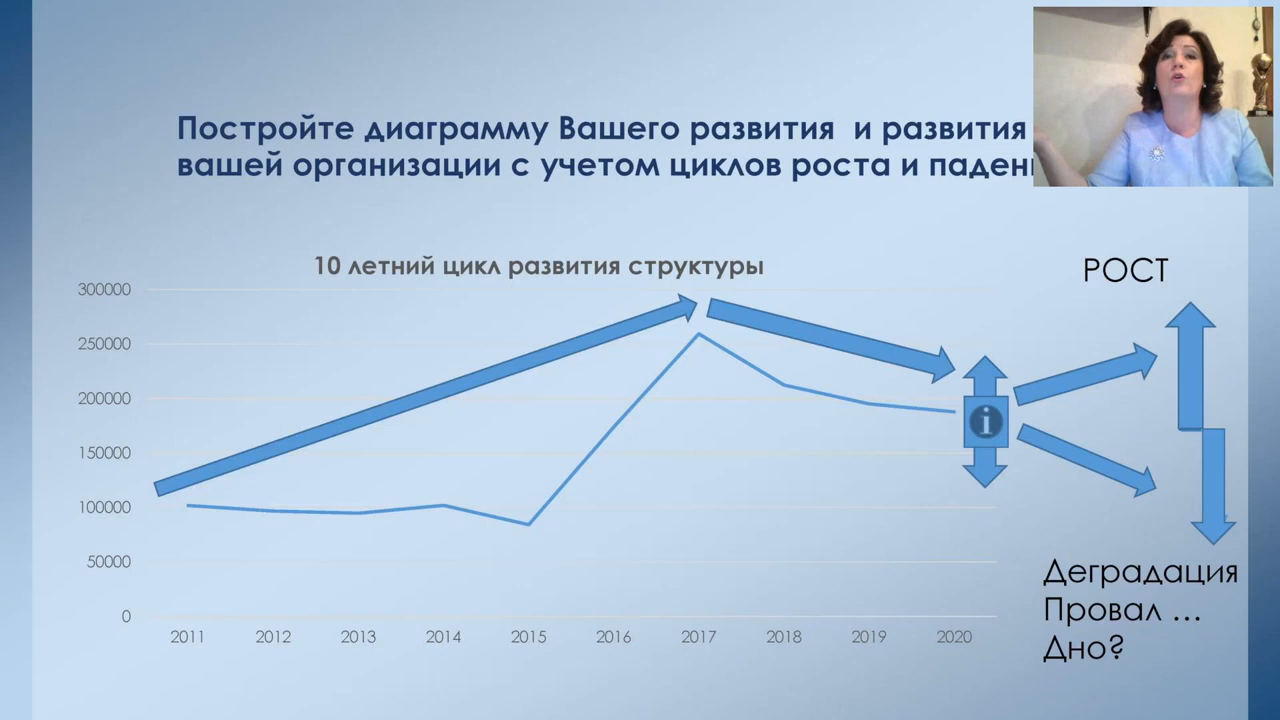 Постройте диаграмму Вашего развития и развития
вашей организации с учетом циклов роста и
10 летний цикл развития структуры
РОСТ
300000
250000
200000
150000
100000
50000
0
2011 2012 2013 2014 2015 2016 2017 2018 2019 2020
i
Деградация
Провал ...
Дно?